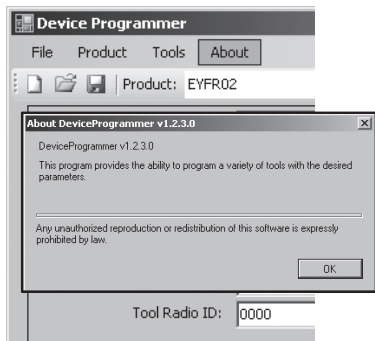 Device Programmer
File Product Tools About
Product: EYFR02
About DeviceProgrammer v1.2.3.0
DeviceProgrammer v1.2.3.0
This program provides the ability to program a variety of tools with the desired
parameters.
Any unauthorized reproduction or redistribution of this software is expressly
prohibited by law.
OK
Tool Radio ID: 0000